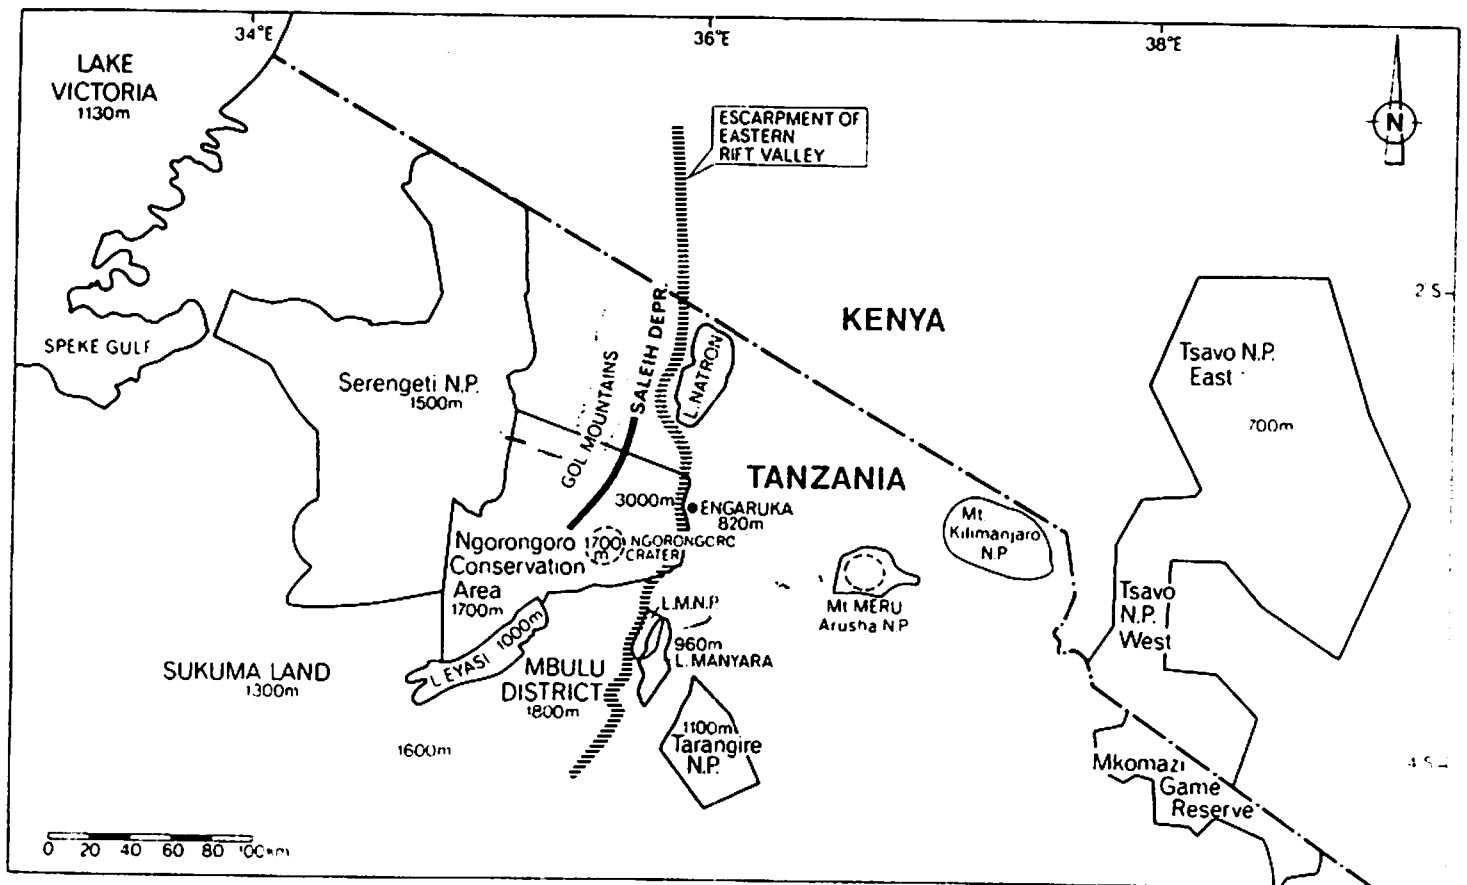 34°E
36°E
38°E
LAKE
VICTORIA
1130m
N
ESCARPMENT OF
EASTERN
RIFT VALLEY
2 S
KENYA
SALEIH DEPR.
L. NATRON
GOL MOUNTAINS
SPEKE GULF
Serengeti N.P.
1500m
Tsavo N.P.
East
700m
TANZANIA
3000m
ENGARUKA
820m
Mt.
Kilimanjaro
N.P
Ngorongoro
Conservation
Area
1700m
1700
m
NGORONGORC
CRATER
L.M.N.P.
Mt MERU
Arusha N.P.
Tsavo
N.P.
West
L EYASI 1000m
960m
L. MANYARA
SUKUMA LAND
1300m
MBULU
DISTRICT
1800m
1600m
1100m
Tarangire
N.P.
4 S
Mkomazi
Game
Reserve
0 20 40 60 80 100km